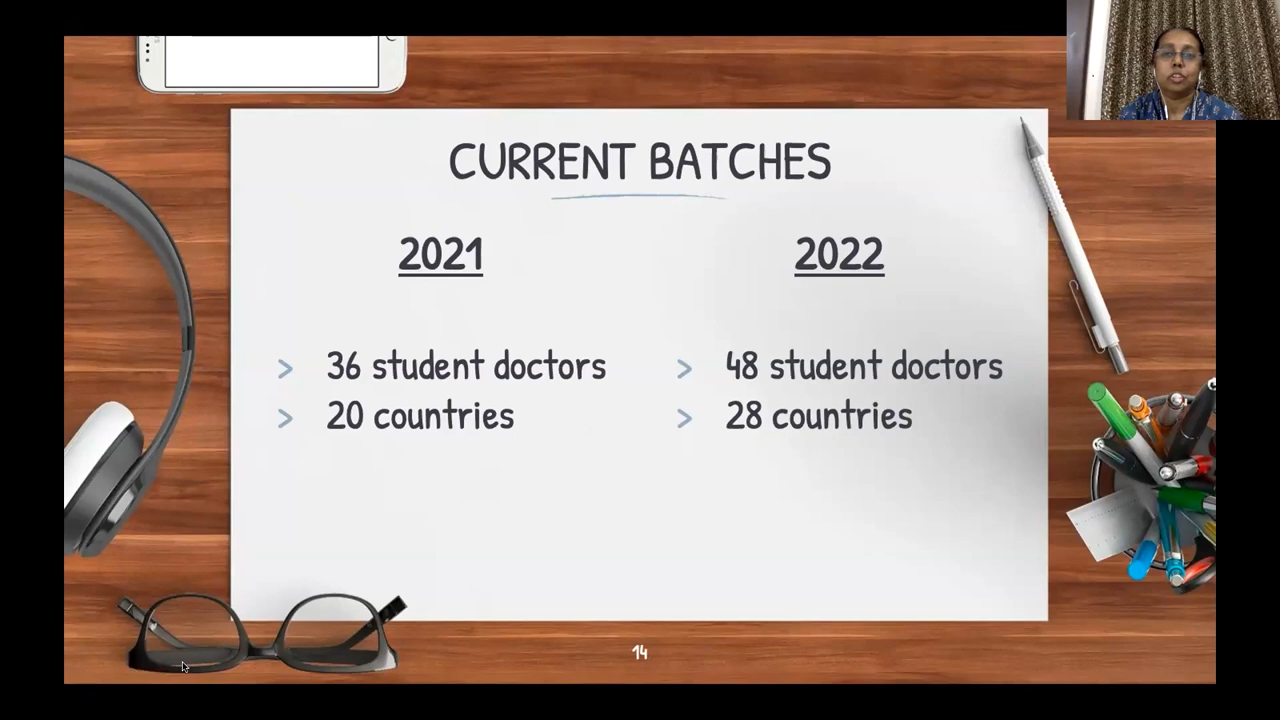 CURRENT BATCHES
2021
> 36 student doctors
> 20 countries
2022
> 48 student doctors
> 28 countries
14